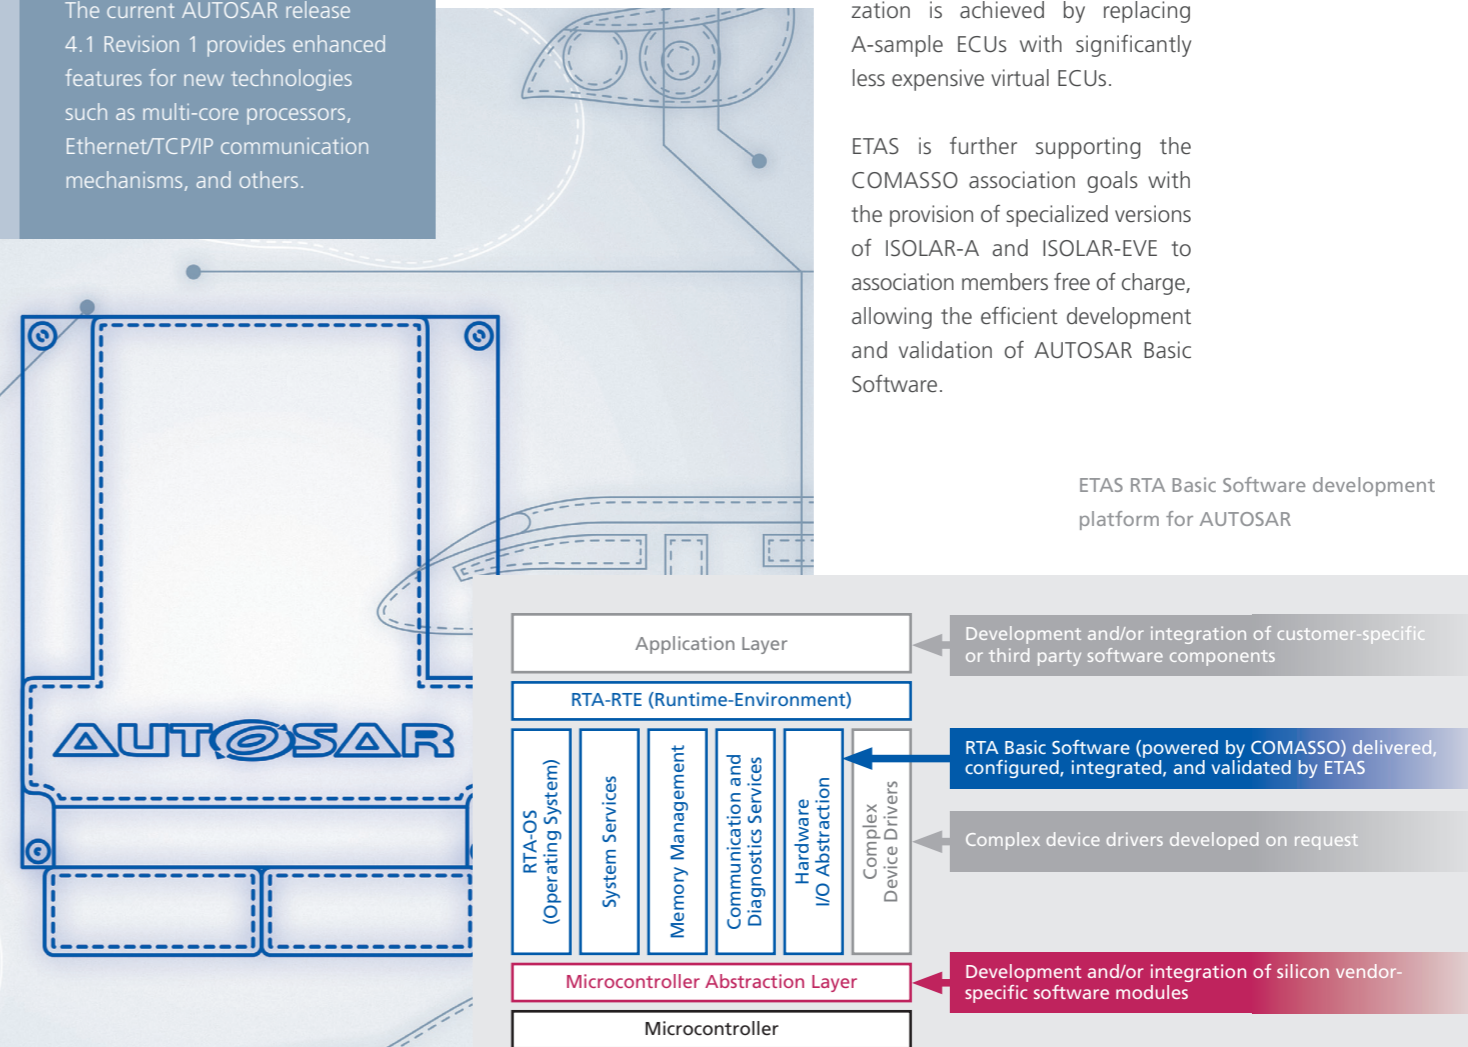 The current AUTOSAR release
4.1 Revision 1 provides enhanced
features for new technologies
such as multi-core processors,
Ethernet/TCP/IP communication
mechanisms, and others.
zation is achieved by replacing
A-sample ECUs with significantly
less expensive virtual ECUs.
ETAS is further supporting the
COMASSO association goals with
the provision of specialized versions
of ISOLAR-A and ISOLAR-EVE to
association members free of charge,
allowing the efficient development
and validation of AUTOSAR Basic
Software.
AUTOSAR
ETAS RTA Basic Software development
platform for AUTOSAR
Application Layer
Development and/or integration of customer-specific
or third party software components
RTA-RTE (Runtime-Environment)
RTA-OS
(Operating System)
System Services
Memory Management
Communication and
Diagnostics Services
Hardware
I/O Abstraction
Complex
Device Drivers
RTA Basic Software (powered by COMASSO) delivered,
configured, integrated, and validated by ETAS
Complex device drivers developed on request
Microcontroller Abstraction Layer
Development and/or integration of silicon vendor-
specific software modules
Microcontroller